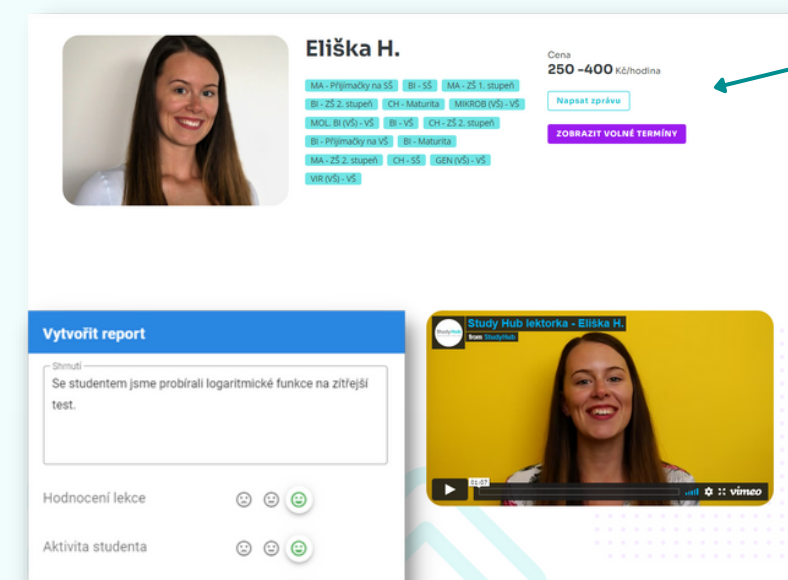 Eliška H.
MA - Přijímačky na SŠ BI - SŠ MA - ZŠ 1. stupeň
BI - ZŠ 2. stupeň CH - Maturita MIKROB (VŠ) - VŠ
MOL. BI (VŠ) - VŠ BI - VŠ CH - ZŠ 2. stupeň
BI - Přijímačky na VŠ BI - Maturita
MA - ZŠ 2. stupeň CH - SŠ GEN (VŠ) - VŠ
VIR (VŠ) - VŠ
Cena
250 -400 Kč/hodina
Napsat zprávu
ZOBRAZIT VOLNÉ TERMÍNY
Vytvořit report
Shrnutí
Se studentem jsme probírali logaritmické funkce na zítřejší
test.
Hodnocení lekce
Aktivita studenta
StudyHub
Study Hub lektorka - Eliška H.
from StudyHub
01:07
vimeo